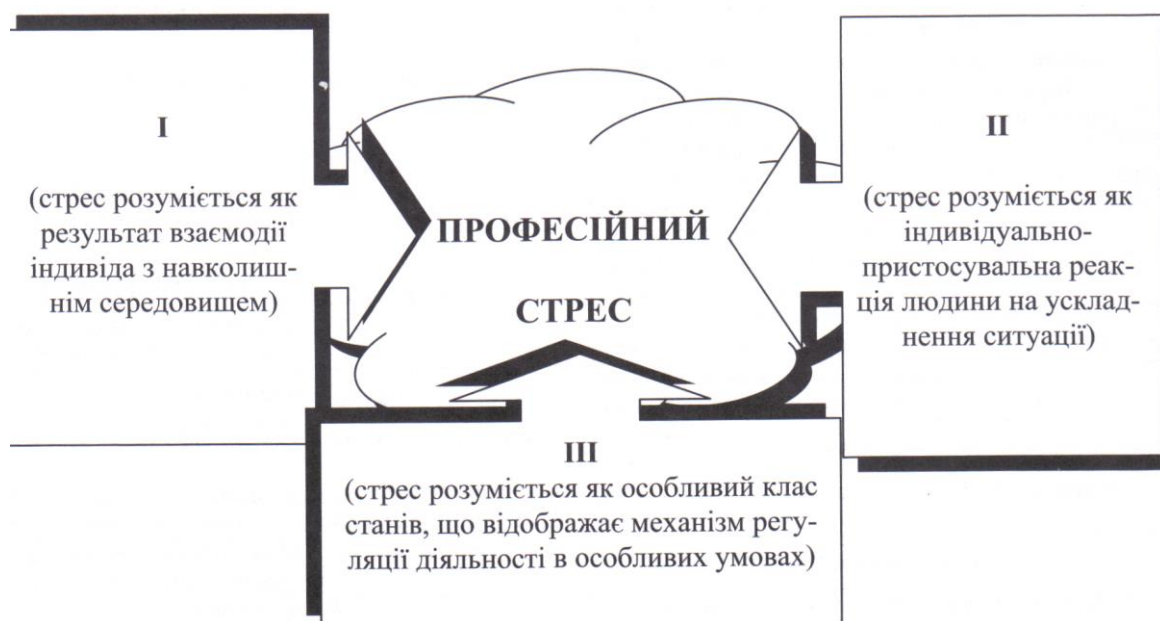 I
(стрес розуміється як
результат взаємодії
індивіда з навколиш-
нім середовищем)
ПРОФЕСІЙНИЙ
СТРЕС
II
(стрес розуміється як
індивідуально-
пристосувальна реак-
ція людини на усклад-
нення ситуації)
III
(стрес розуміється як особливий клас
станів, що відображає механізм регу-
ляції діяльності в особливих умовах)